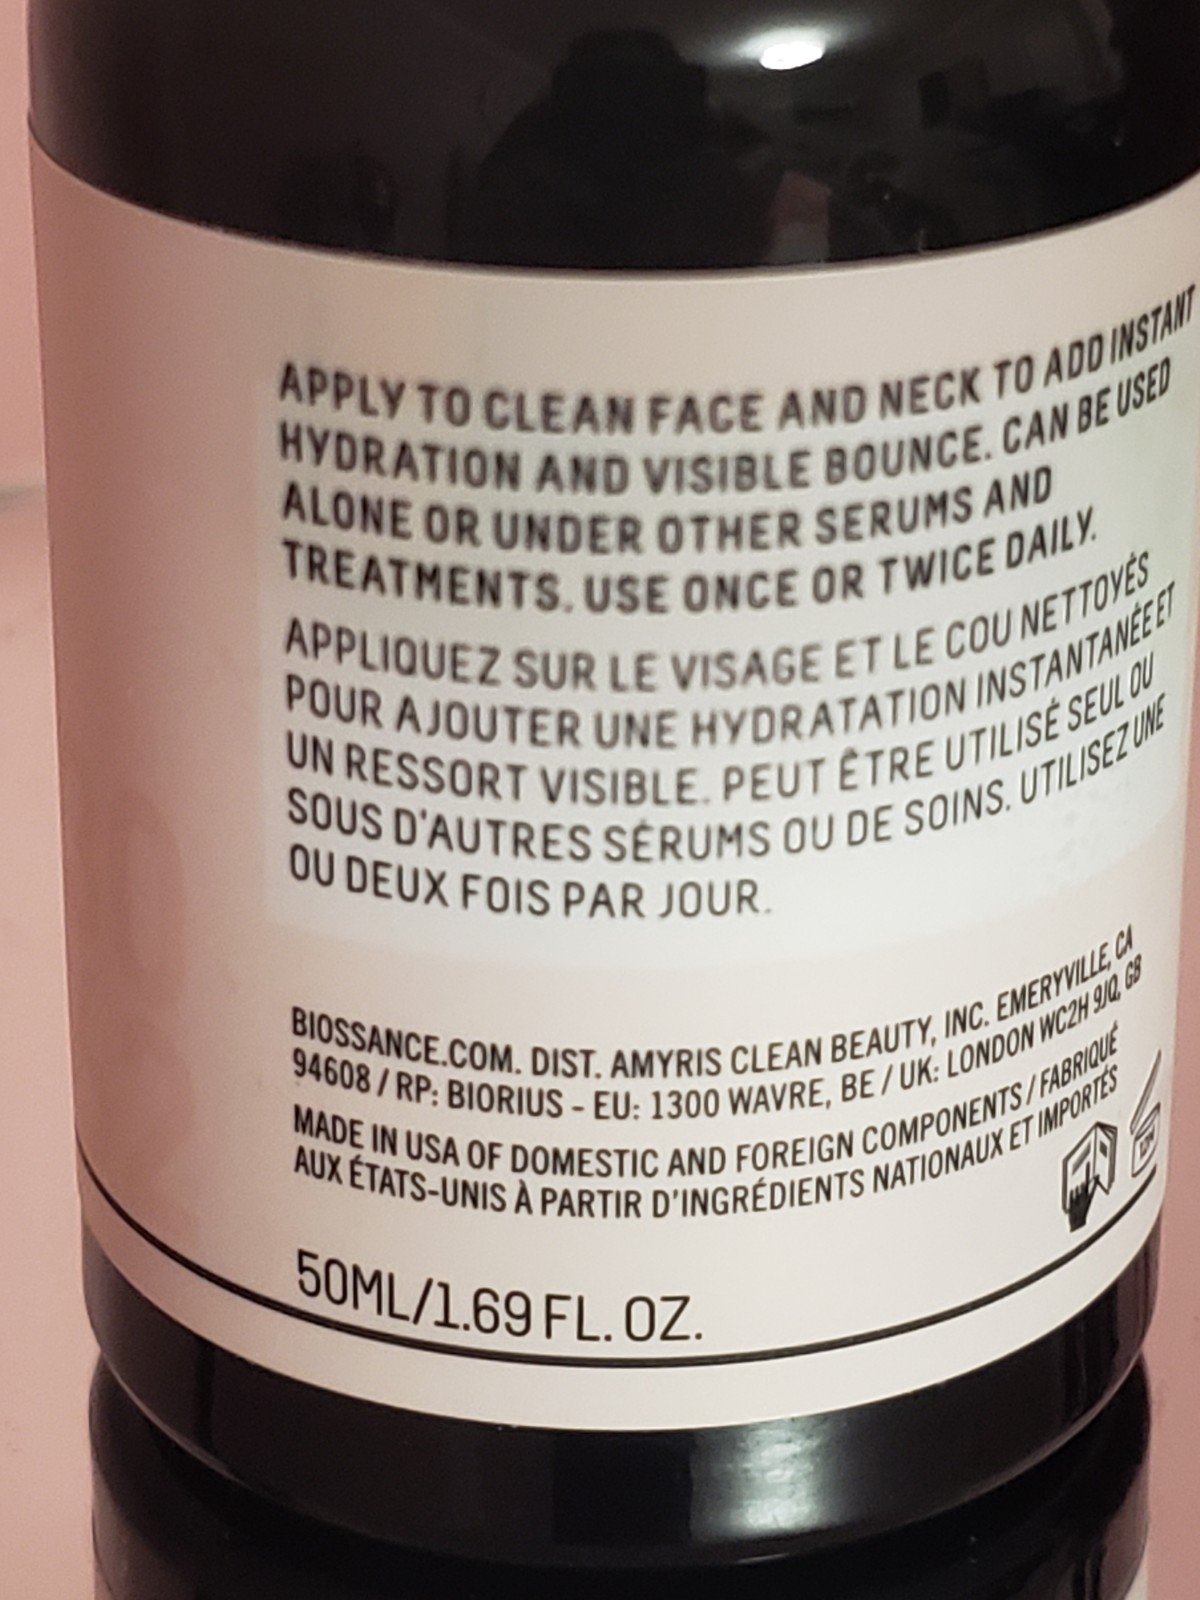 APPLY TO CLEAN FACE AND NECK TO ADD INSTANT
HYDRATION AND VISIBLE BOUNCE. CAN BE USED
ALONE OR UNDER OTHER SERUMS AND
TREATMENTS. USE ONCE OR TWICE DAILY.
APPLIQUEZ SUR LE VISAGE ET LE COU NETTOYÉS
POUR AJOUTER UNE HYDRATATION INSTANTANÉE ET
UN RESSORT VISIBLE. PEUT ÊTRE UTILISÉ SEUL OU
SOUS D'AUTRES SÉRUMS OU DE SOINS. UTILISEZ UNE
OU DEUX FOIS PAR JOUR.
BIOSSANCE.COM. DIST. AMYRIS CLEAN BEAUTY, INC. EMERYVILLE, CA
94608 / RP: BIORIUS - EU: 1300 WAVRE, BE / UK: LONDON WC2H 9JQ, GB
MADE IN USA OF DOMESTIC AND FOREIGN COMPONENTS / FABRIQUÉ
AUX ÉTATS-UNIS À PARTIR D'INGRÉDIENTS NATIONAUX ET IMPORTÉS
12M
50ML/1.69 FL. OZ.